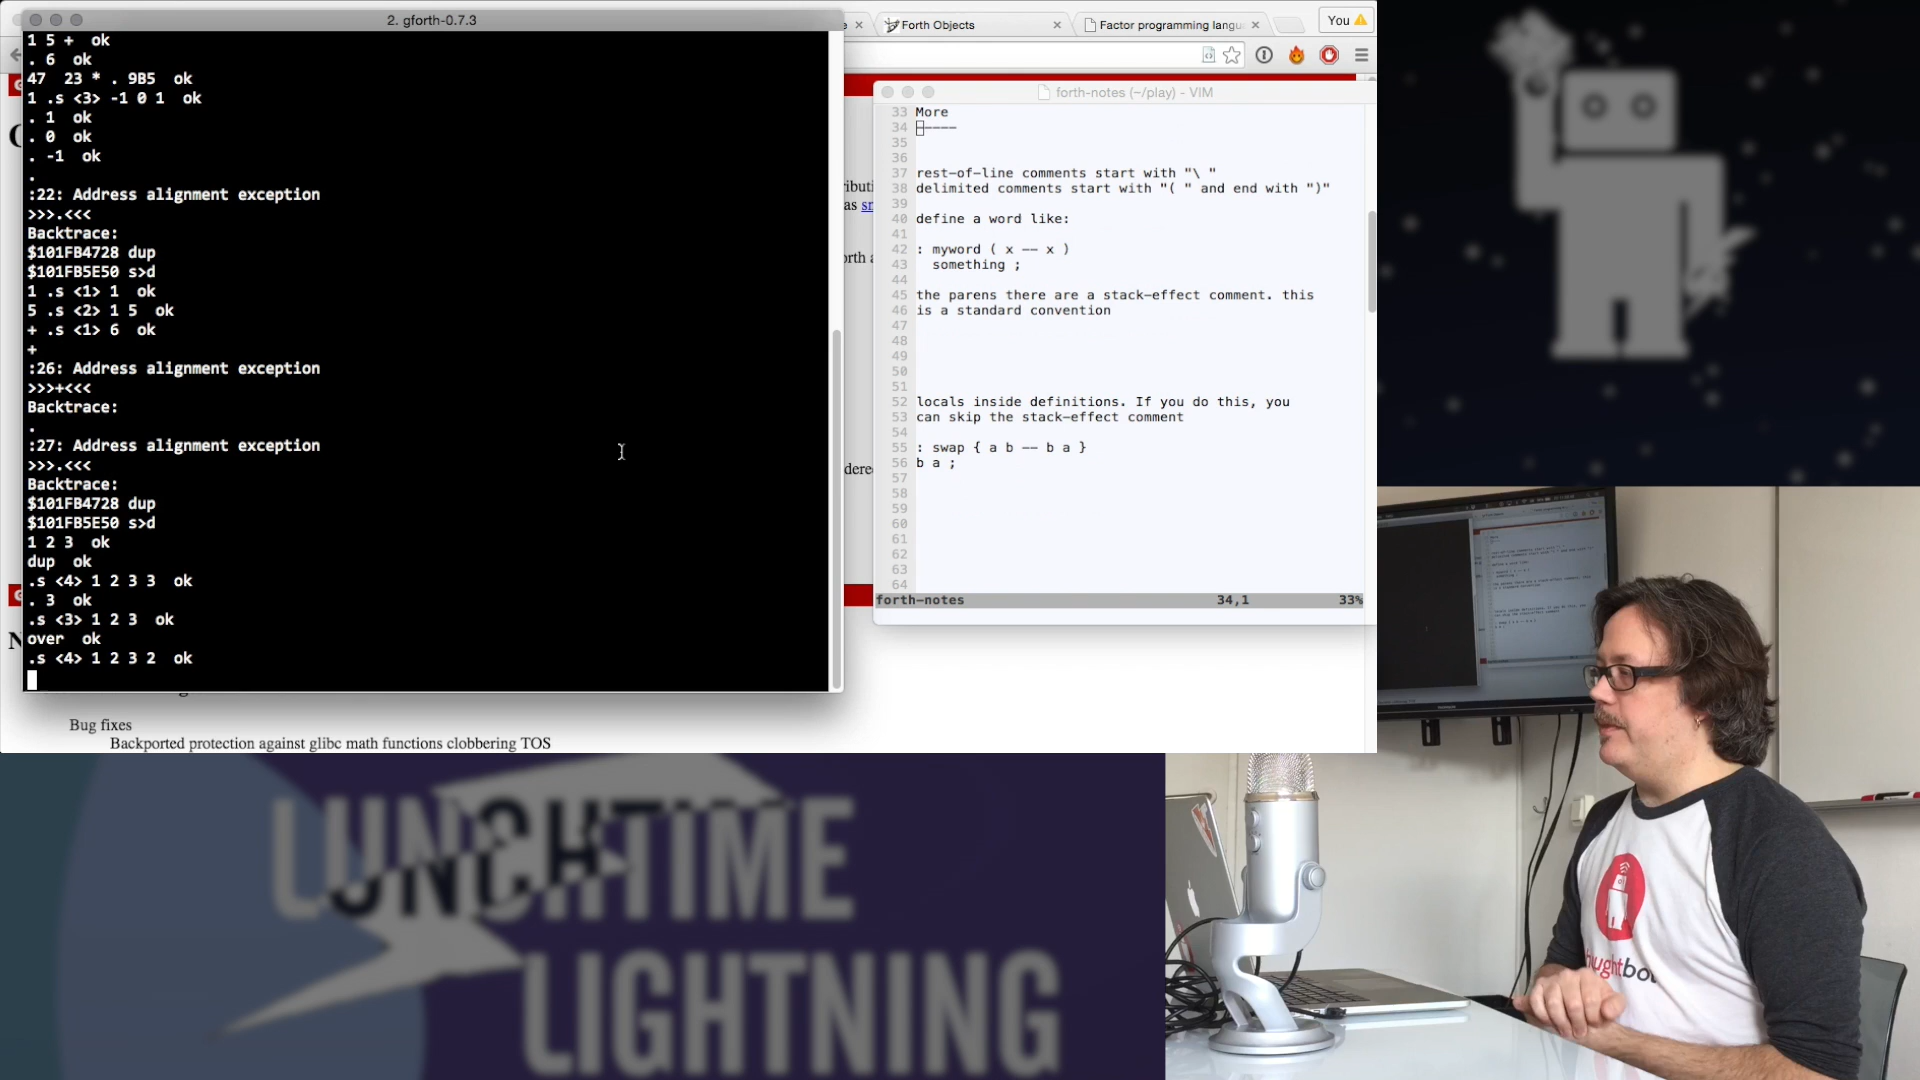 2. gforth-0.7.3
1 5 +  ok
. 6  ok
47  23 * . 9B5  ok
1 .s <3> -1 0 1  ok
. 1  ok
. 0  ok
. -1  ok
.
:22: Address alignment exception
>>>.<<<
Backtrace:
$101FB4728 dup
$101FB5E50 s>d
1 .s <1> 1  ok
5 .s <2> 1 5  ok
+ .s <1> 6  ok
+
:26: Address alignment exception
>>>+<<<
Backtrace:
.
:27: Address alignment exception
>>>.<<<
Backtrace:
$101FB4728 dup
$101FB5E50 s>d
1 2 3  ok
dup  ok
.s <4> 1 2 3 3  ok
. 3  ok
.s <3> 1 2 3  ok
over  ok
.s <4> 1 2 3 2  ok
Forth Objects
Factor programming langu
You
forth-notes (~/play) - VIM
33 More
34 -----
35
36
37 rest-of-line comments start with "\ "
38 delimited comments start with "( " and end with ")"
39
40 define a word like:
41
42 : myword ( x -- x )
43   something ;
44
45 the parens there are a stack-effect comment. this
46 is a standard convention
47
48
49
50
51
52 locals inside definitions. If you do this, you
53 can skip the stack-effect comment
54
55 : swap { a b -- b a }
56 b a ;
57
58
59
60
61
62
63
64
forth-notes 34,1 33%
Bug fixes
Backported protection against glibc math functions clobbering TOS
LUNCHTIME
LIGHTNING